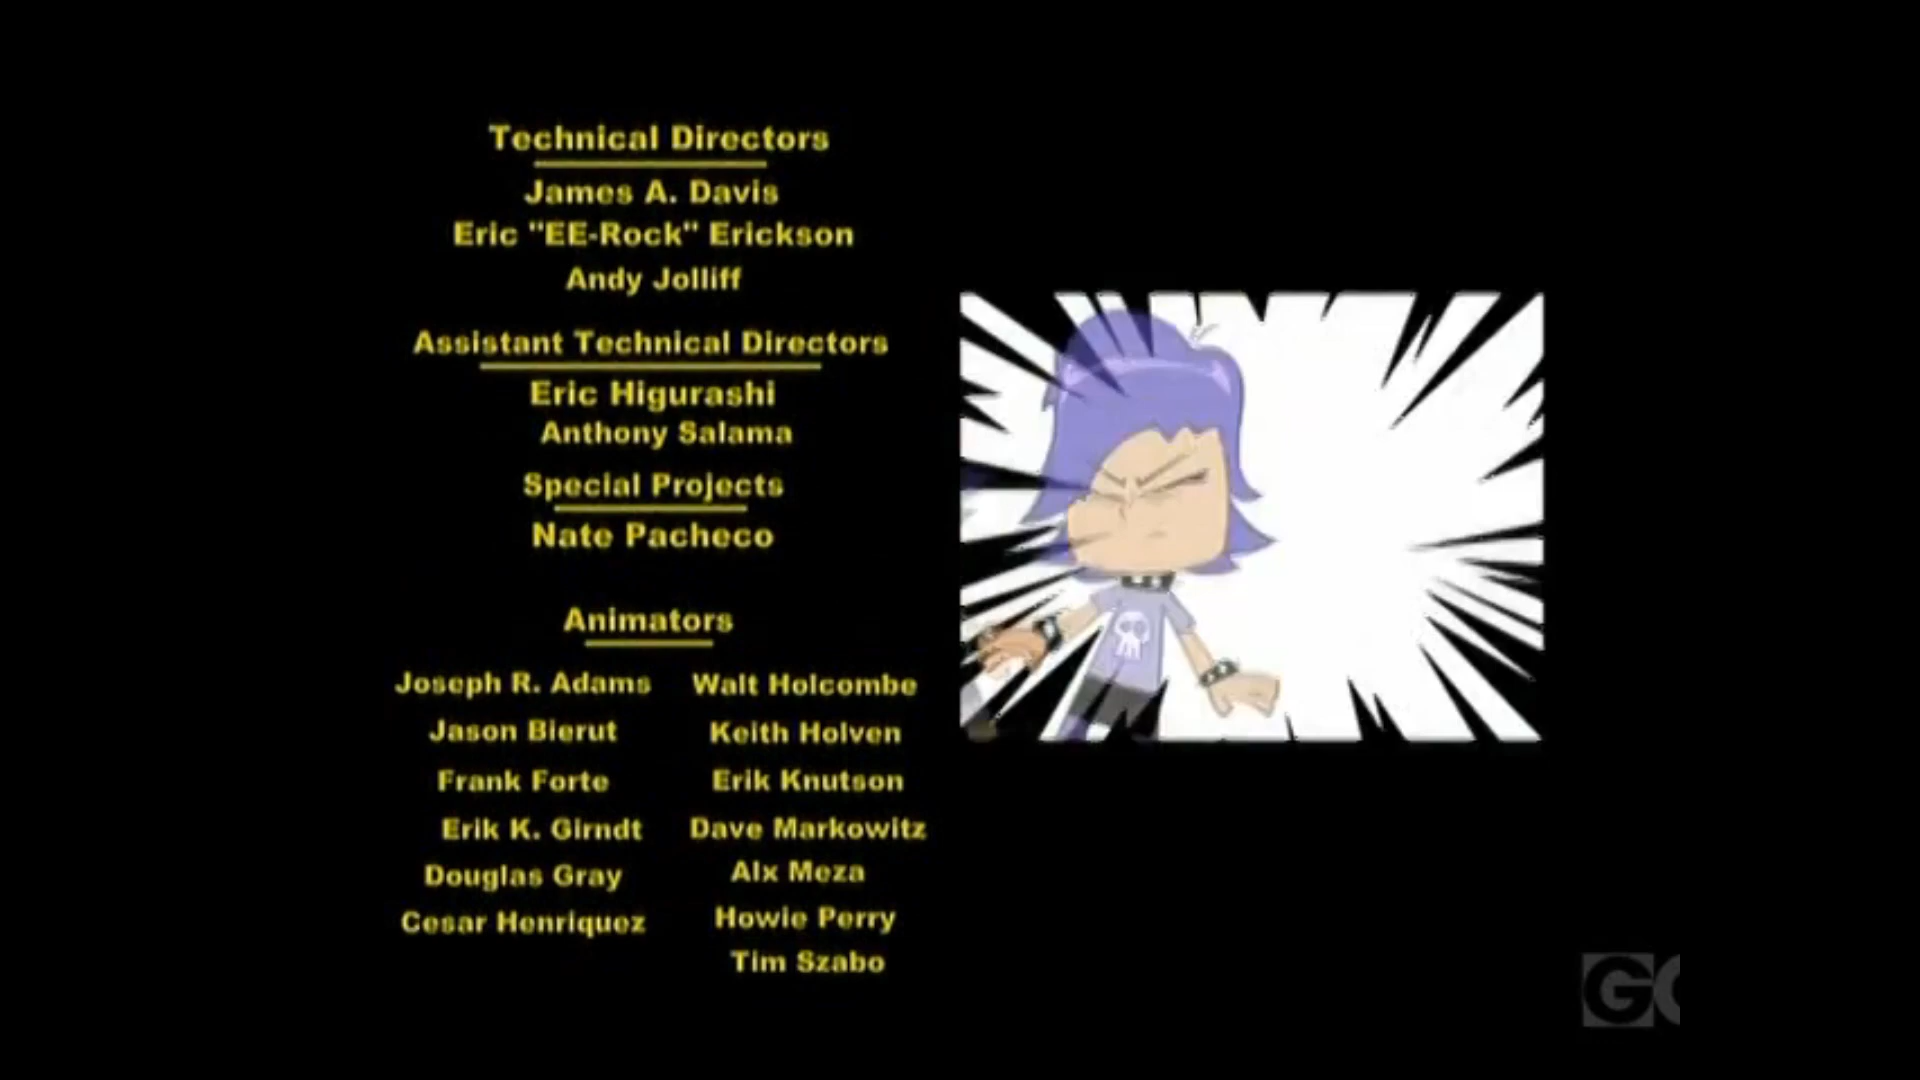 Technical Directors
James A. Davis
Eric "EE-Rock" Erickson
Andy Jolliff
Assistant Technical Directors
Eric Higurashi
Anthony Salama
Special Projects
Nate Pacheco
Animators
Joseph R. Adams Walt Holcombe
Jason Bierut Keith Holven
Frank Forte Erik Knutson
Erik K. Girndt Dave Markowitz
Douglas Gray Alx Meza
Cesar Henriquez Howie Perry
Tim Szabo